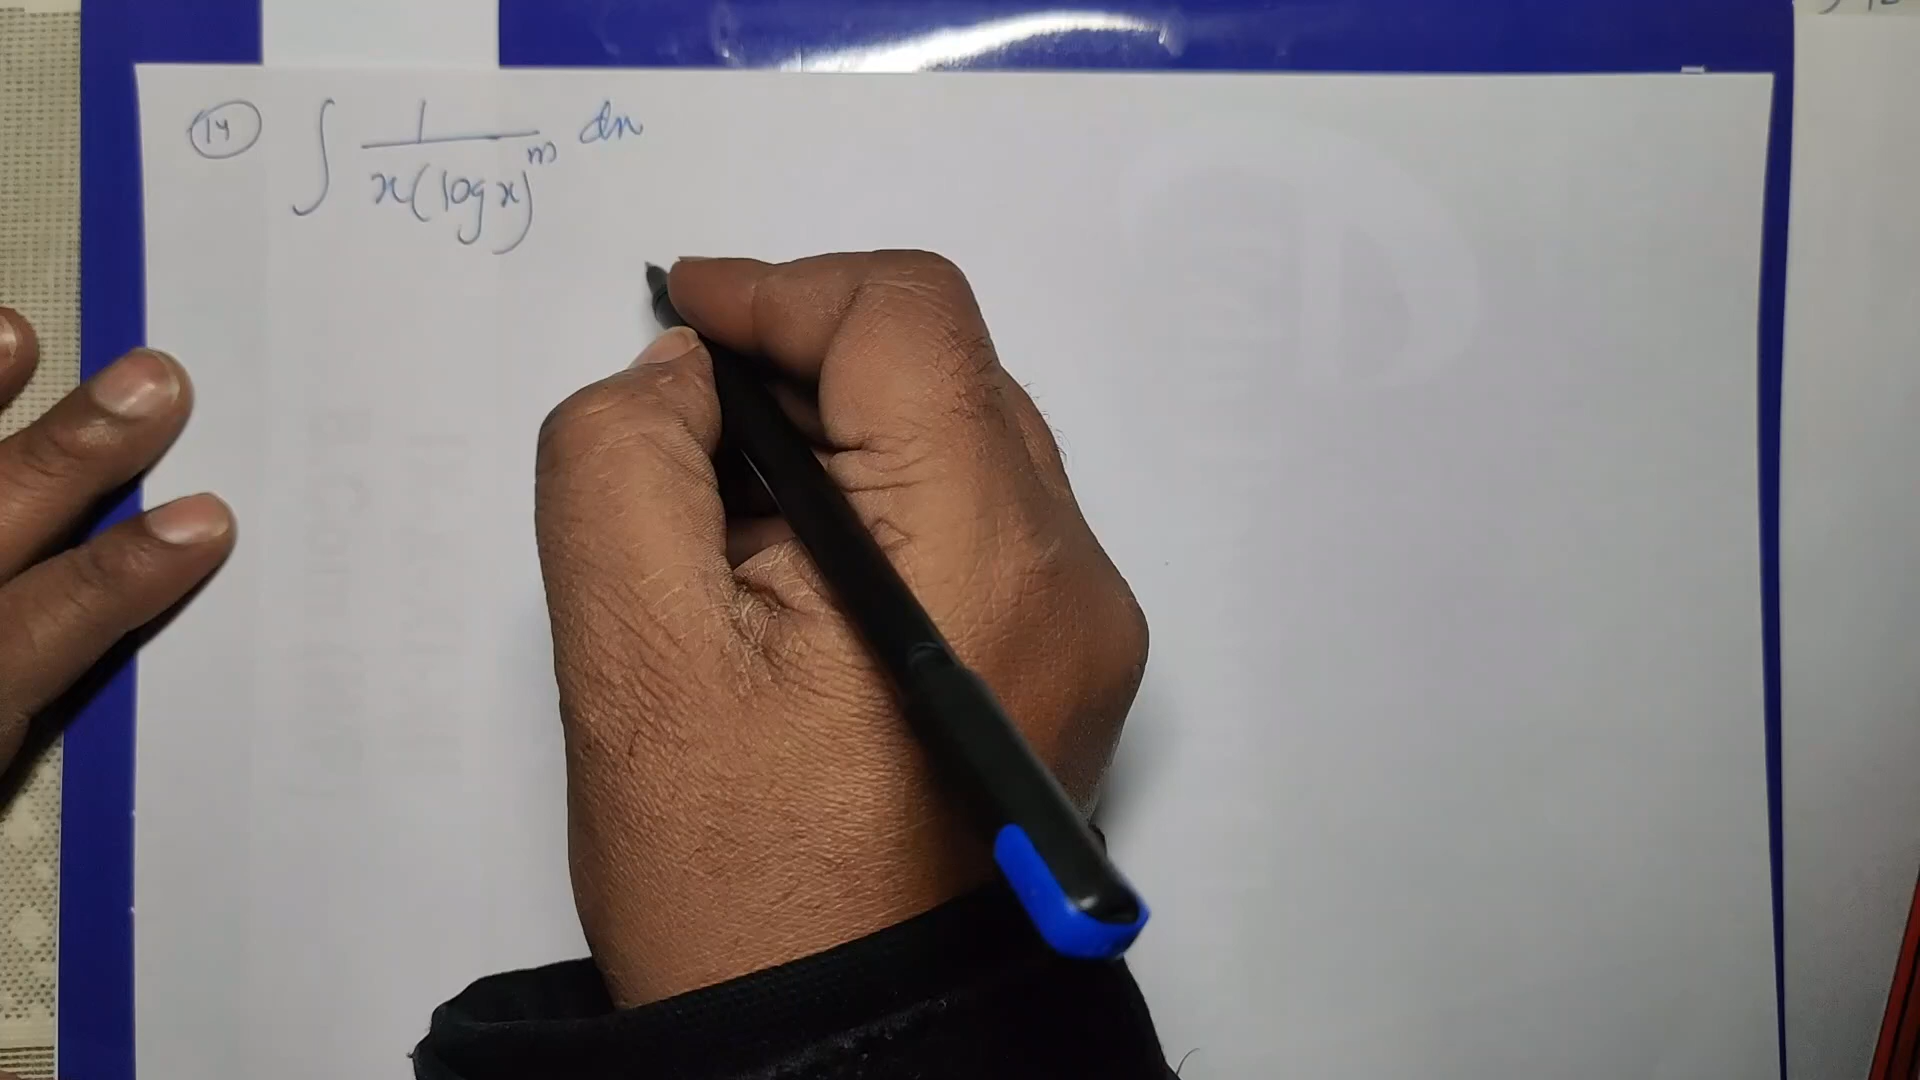 (14) ∫ 1/(x(log x)^m) dx